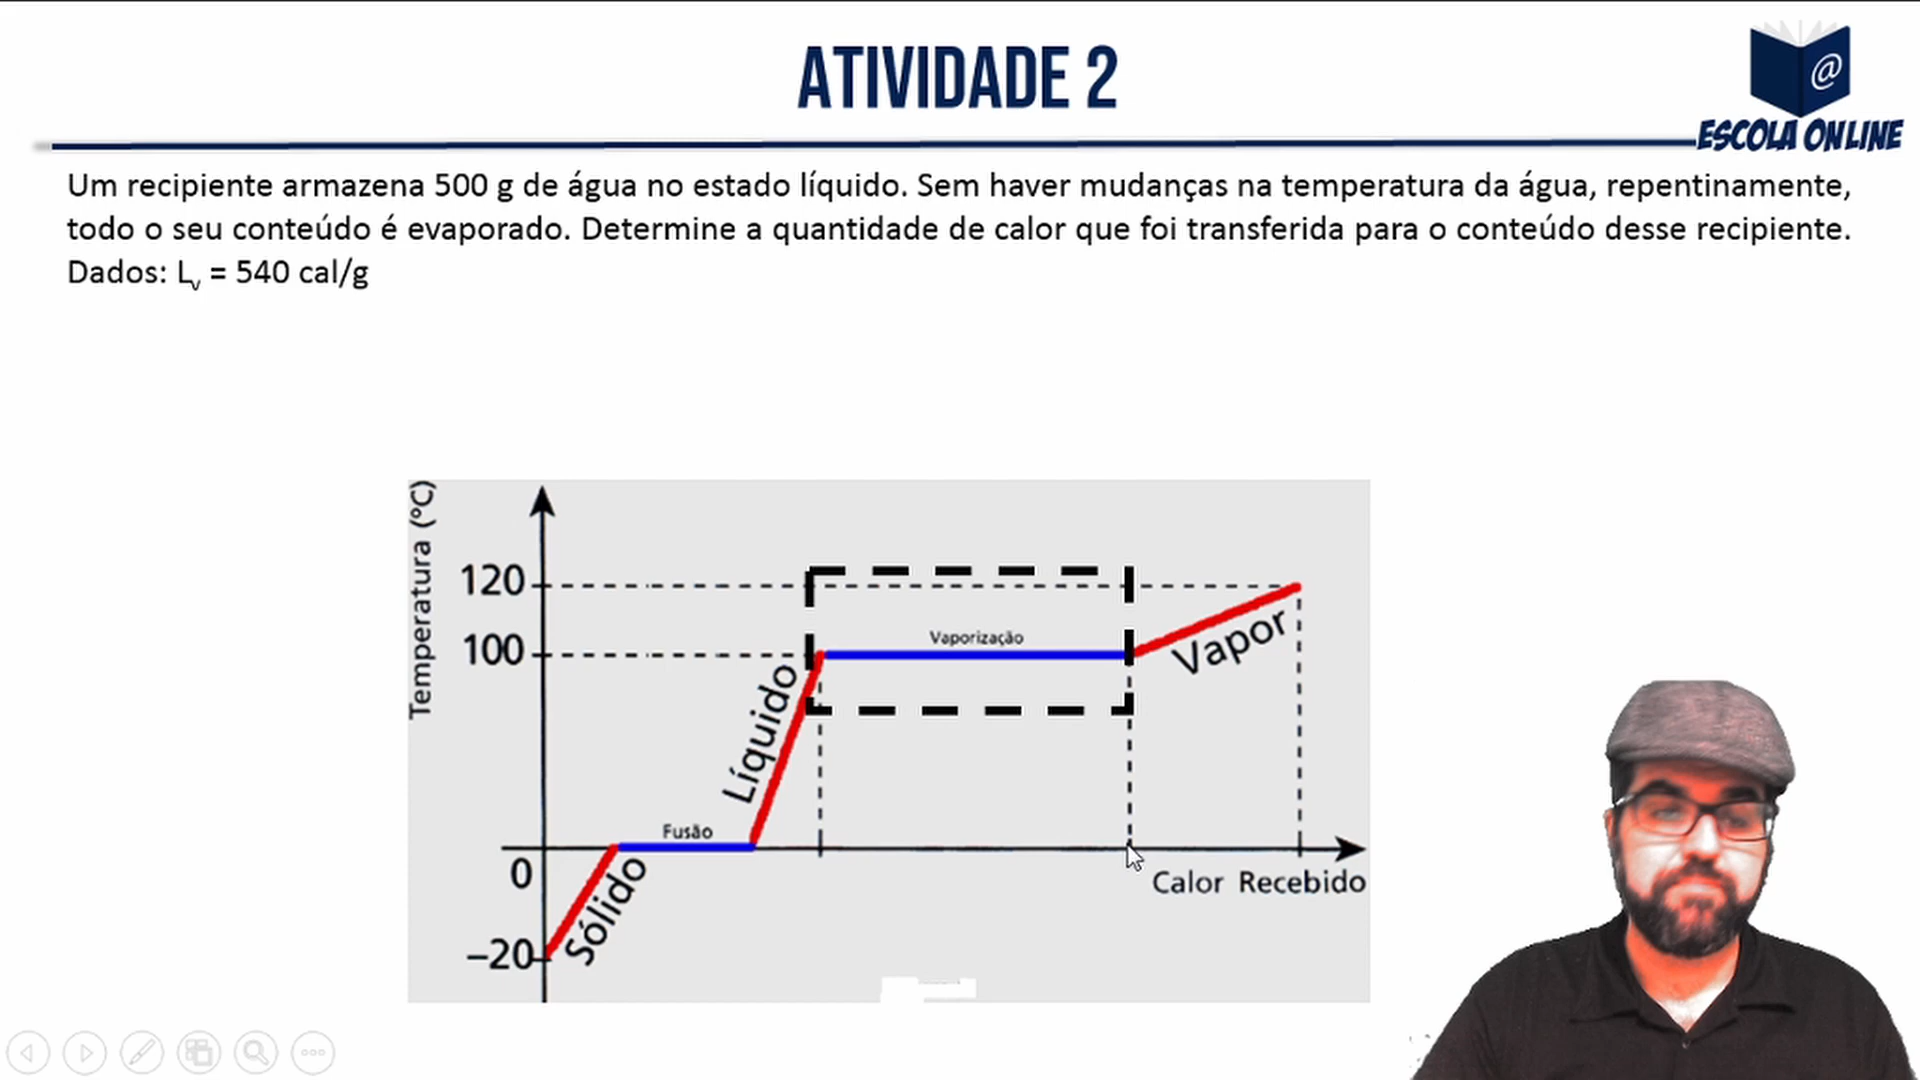 ATIVIDADE 2
@
ESCOLA ONLINE
Um recipiente armazena 500 g de água no estado líquido. Sem haver mudanças na temperatura da água, repentinamente,
todo o seu conteúdo é evaporado. Determine a quantidade de calor que foi transferida para o conteúdo desse recipiente.
Dados: Lv = 540 cal/g
Temperatura (ºC)
120
100
Vaporização
Vapor
Líquido
Fusão
0
Sólido
Calor Recebido
–20